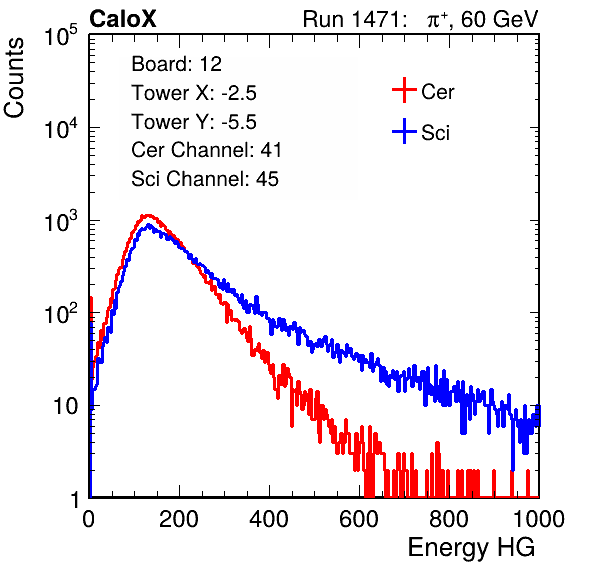 CaloX
Run 1471: π⁺, 60 GeV
Counts
10⁵
10⁴
10³
10²
10
1
Board: 12
Tower X: -2.5
Tower Y: -5.5
Cer Channel: 41
Sci Channel: 45
Cer
Sci
0 200 400 600 800 1000
Energy HG